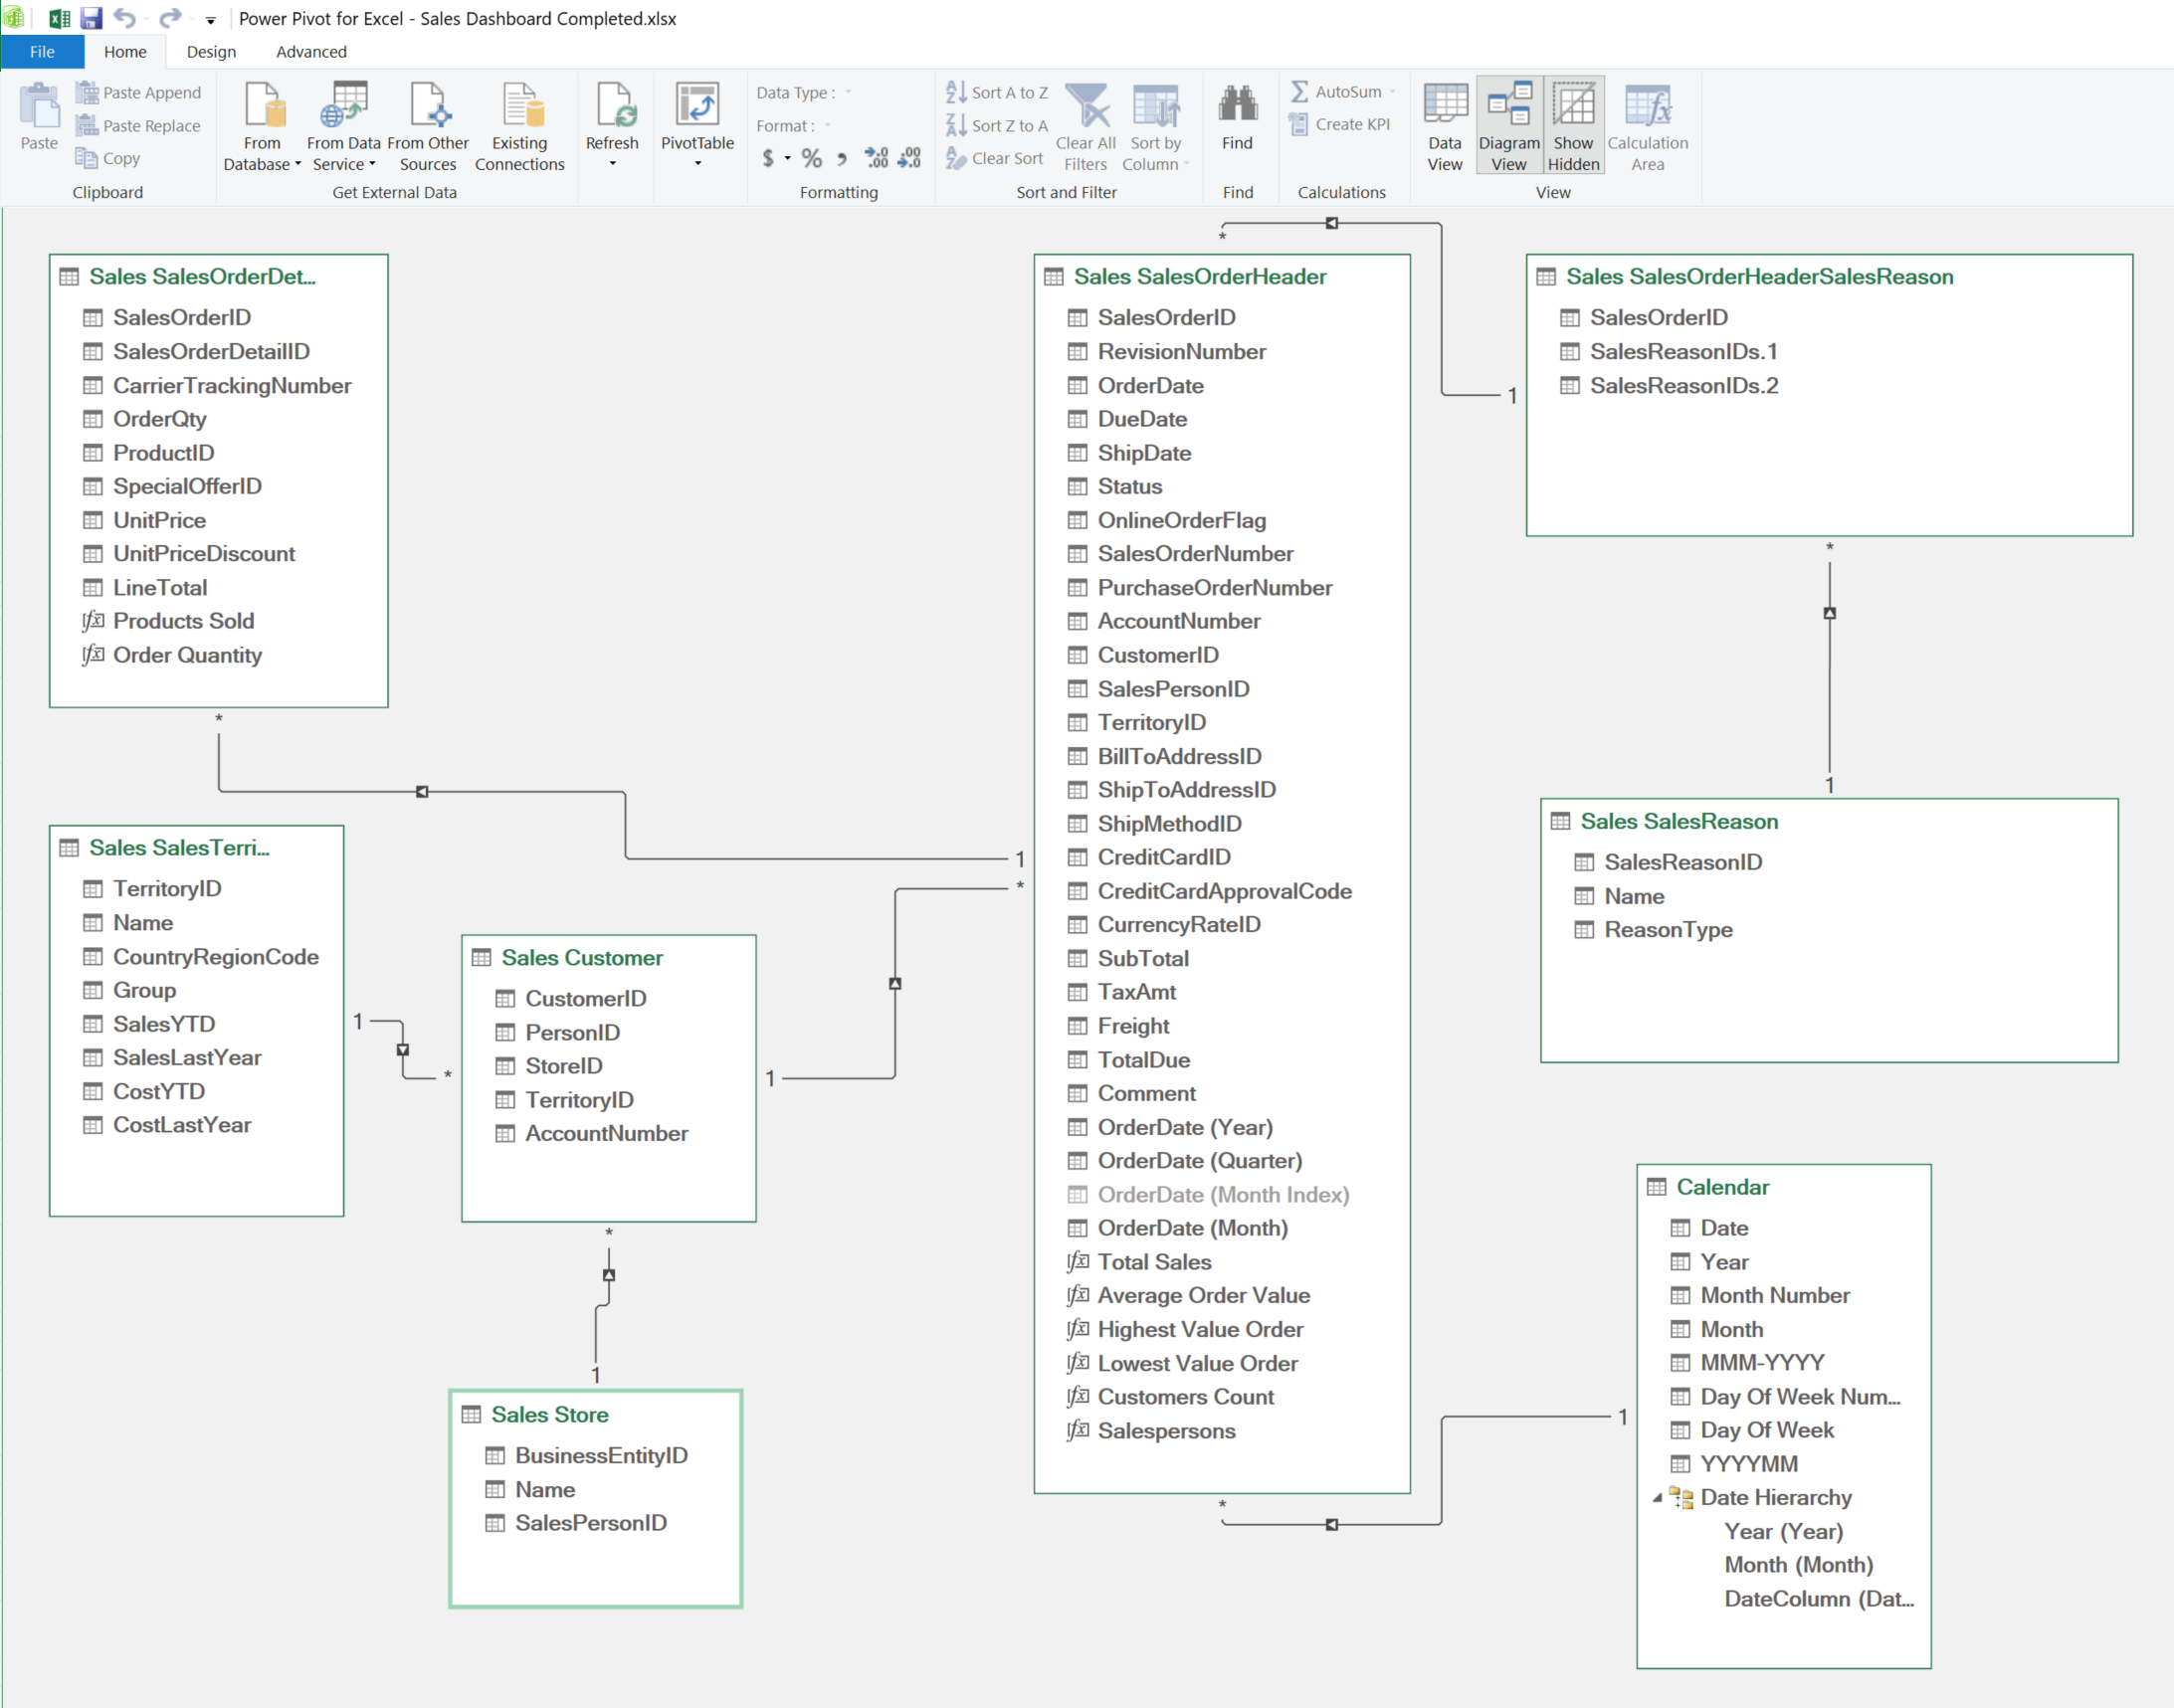 Power Pivot for Excel - Sales Dashboard Completed.xlsx
File Home Design Advanced
Paste
Paste Append
Paste Replace
Copy
Clipboard
From Database
From Data Service
From Other Sources
Existing Connections
Get External Data
Refresh
PivotTable
Data Type :
Format :
$ % , .0 .00 .00 .0
Formatting
Sort A to Z
Sort Z to A
Clear Sort
Clear All Filters
Sort by Column
Sort and Filter
Find
Find
AutoSum
Create KPI
Calculations
Data View
Diagram View
Show Hidden
Calculation Area
View
Sales SalesOrderDet...
SalesOrderID
SalesOrderDetailID
CarrierTrackingNumber
OrderQty
ProductID
SpecialOfferID
UnitPrice
UnitPriceDiscount
LineTotal
Products Sold
Order Quantity
*
1
Sales SalesTerri...
TerritoryID
Name
CountryRegionCode
Group
SalesYTD
SalesLastYear
CostYTD
CostLastYear
1
*
Sales Customer
CustomerID
PersonID
StoreID
TerritoryID
AccountNumber
1
*
*
1
Sales Store
BusinessEntityID
Name
SalesPersonID
*
Sales SalesOrderHeader
SalesOrderID
RevisionNumber
OrderDate
DueDate
ShipDate
Status
OnlineOrderFlag
SalesOrderNumber
PurchaseOrderNumber
AccountNumber
CustomerID
SalesPersonID
TerritoryID
BillToAddressID
ShipToAddressID
ShipMethodID
CreditCardID
CreditCardApprovalCode
CurrencyRateID
SubTotal
TaxAmt
Freight
TotalDue
Comment
OrderDate (Year)
OrderDate (Quarter)
OrderDate (Month Index)
OrderDate (Month)
Total Sales
Average Order Value
Highest Value Order
Lowest Value Order
Customers Count
Salespersons
*
1
Sales SalesOrderHeaderSalesReason
SalesOrderID
SalesReasonIDs.1
SalesReasonIDs.2
*
1
Sales SalesReason
SalesReasonID
Name
ReasonType
1
Calendar
Date
Year
Month Number
Month
MMM-YYYY
Day Of Week Num...
Day Of Week
YYYYMM
Date Hierarchy
Year (Year)
Month (Month)
DateColumn (Dat...